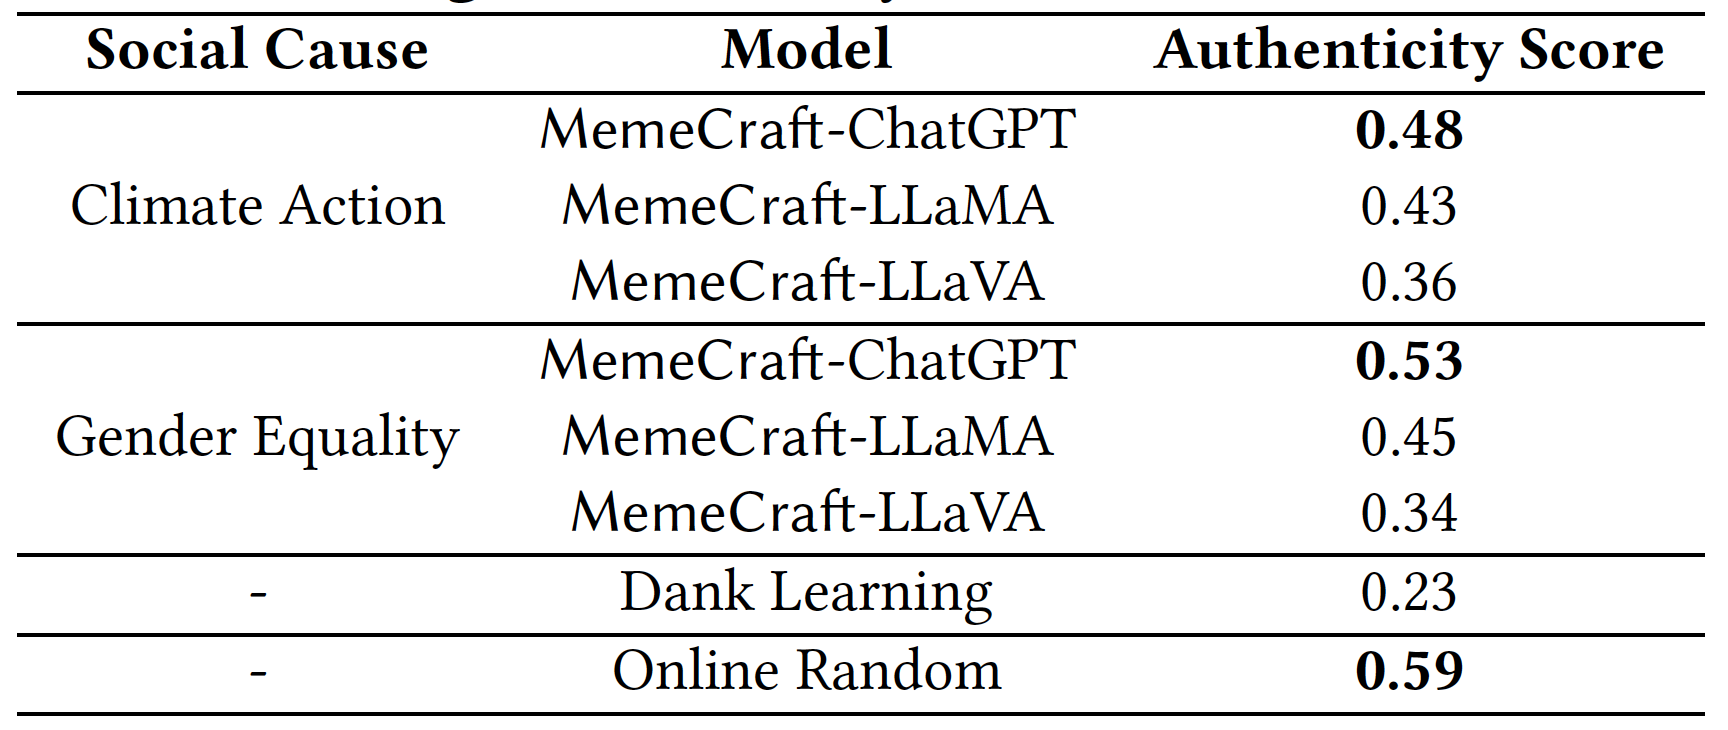 Social Cause Model Authenticity Score
MemeCraft-ChatGPT 0.48
Climate Action MemeCraft-LLaMA 0.43
MemeCraft-LLaVA 0.36
MemeCraft-ChatGPT 0.53
Gender Equality MemeCraft-LLaMA 0.45
MemeCraft-LLaVA 0.34
- Dank Learning 0.23
- Online Random 0.59